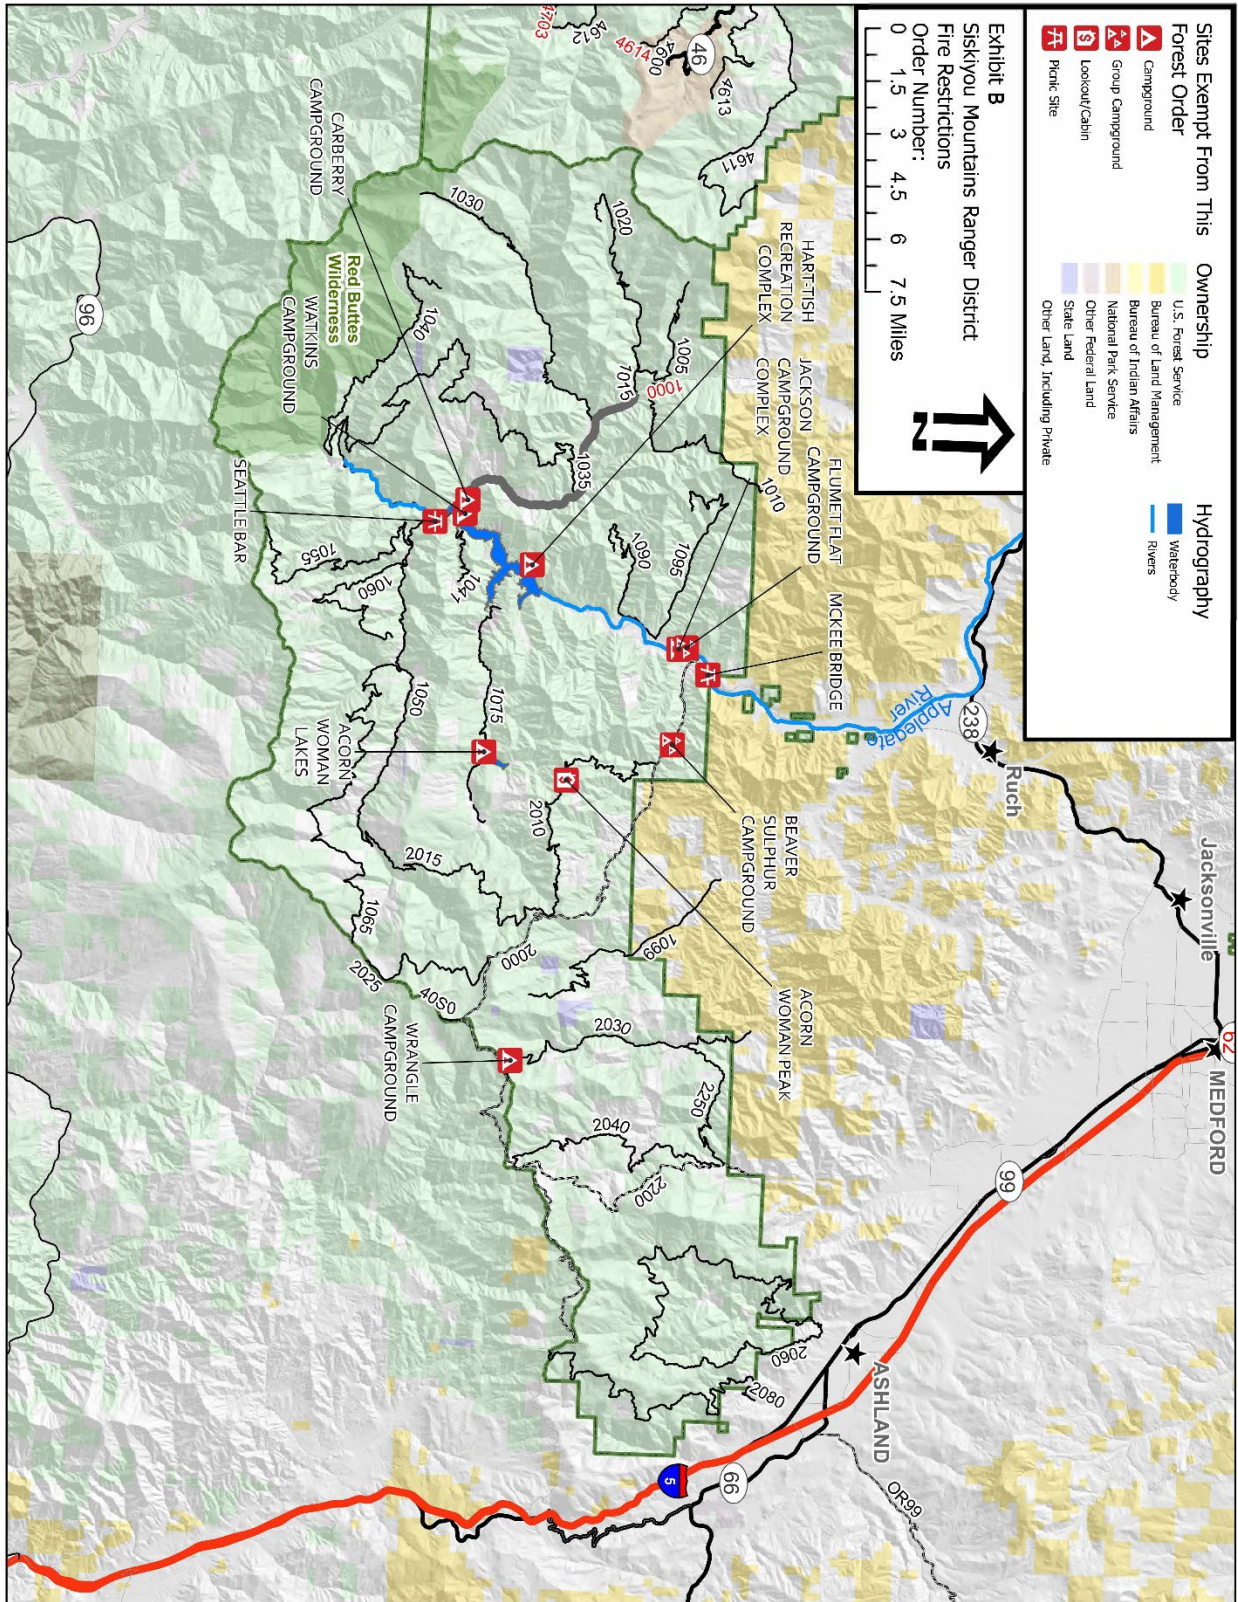 Sites Exempt From This
Forest Order
Campground
Group Campground
Lookout/Cabin
Picnic Site
Ownership
U.S. Forest Service
Bureau of Land Management
Bureau of Indian Affairs
National Park Service
Other Federal Land
State Land
Other Land, Including Private
Hydrography
Waterbody
Rivers
Exhibit B
Siskiyou Mountains Ranger District
Fire Restrictions
Order Number:
0 1.5 3 4.5 6 7.5 Miles
N
62
MEDFORD
Jacksonville
Ruch
238
Applegate
River
99
ASHLAND
66
OR99
5
46
4600
4611
4612
4613
4614
4703
HART-TISH
RECREATION
COMPLEX
JACKSON
CAMPGROUND
COMPLEX
FLUMET FLAT
CAMPGROUND
MCKEE BRIDGE
BEAVER
SULPHUR
CAMPGROUND
ACORN
WOMAN PEAK
CARBERRY
CAMPGROUND
Red Buttes
Wilderness
WATKINS
CAMPGROUND
SEATTLE BAR
ACORN
WOMAN
LAKES
WRANGLE
CAMPGROUND
1000
1005
1010
1015
1020
1030
1035
1040
1041
1050
1055
1060
1065
1075
1090
1095
1099
2000
2010
2015
2025
40S0
2030
2040
2060
2080
2200
2250
96